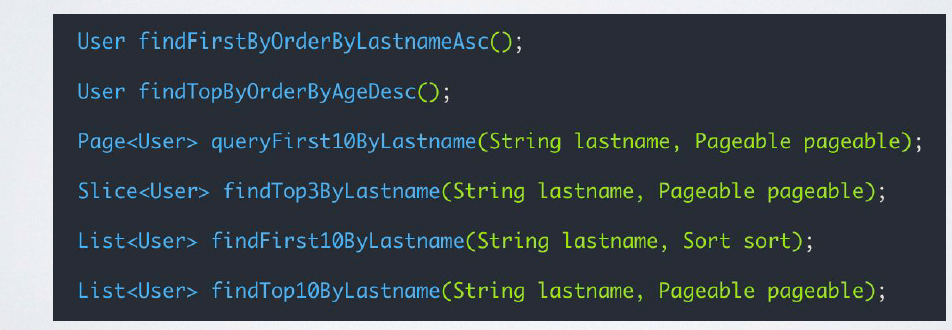 User findFirstByOrderByLastnameAsc();
User findTopByOrderByAgeDesc();
Page<User> queryFirst10ByLastname(String lastname, Pageable pageable);
Slice<User> findTop3ByLastname(String lastname, Pageable pageable);
List<User> findFirst10ByLastname(String lastname, Sort sort);
List<User> findTop10ByLastname(String lastname, Pageable pageable);